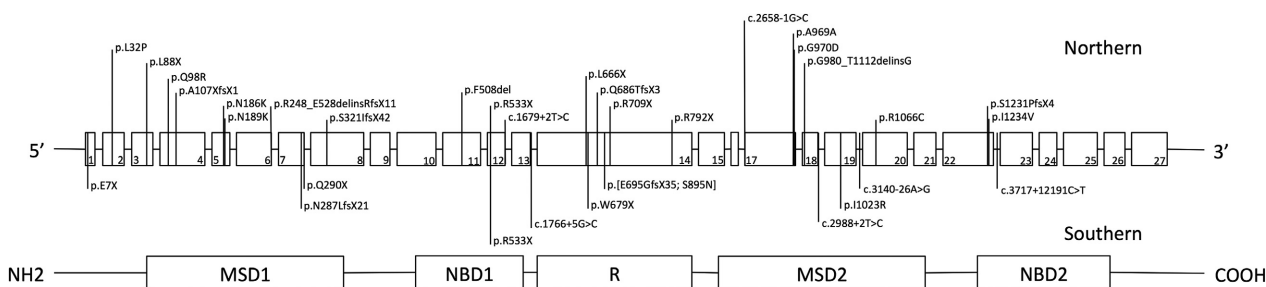 c.2658-1G>C
p.A969A
p.L32P
p.G970D
Northern
p.L88X
p.G980_T1112delinsG
p.Q98R
p.L666X
p.A107XfsX1
p.F508del
p.Q686TfsX3
p.N186K
p.R248_E528delinsRfsX11
p.R533X
p.R709X
p.S1231PfsX4
p.N189K
p.S321IfsX42
c.1679+2T>C
p.R792X
p.R1066C
p.I1234V
5’
3’
1 2 3 4 5 6 7 8 9 10 11 12 13 14 15 17 18 19 20 21 22 23 24 25 26 27
p.E7X
p.Q290X
p.[E695GfsX35; S895N]
c.3140-26A>G
c.3717+12191C>T
p.N287LfsX21
p.W679X
p.I1023R
c.1766+5G>C
c.2988+2T>C
p.R533X
Southern
NH2
MSD1
NBD1
R
MSD2
NBD2
COOH